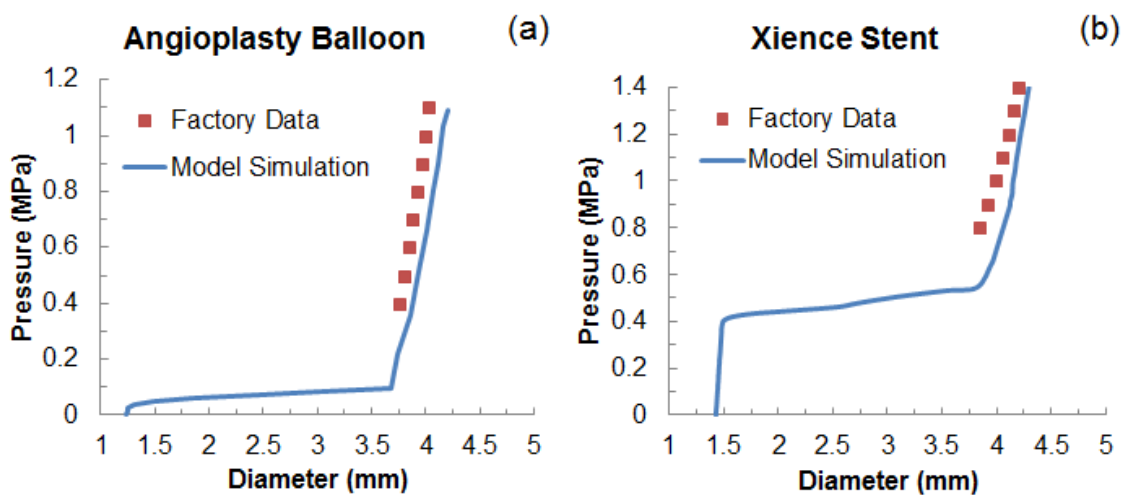 Angioplasty Balloon
(a)
Pressure (MPa)
1.2
1
0.8
0.6
0.4
0.2
0
Factory Data
Model Simulation
1 1.5 2 2.5 3 3.5 4 4.5 5
Diameter (mm)
Xience Stent
(b)
Pressure (MPa)
1.4
1.2
1
0.8
0.6
0.4
0.2
0
Factory Data
Model Simulation
1 1.5 2 2.5 3 3.5 4 4.5 5
Diameter (mm)